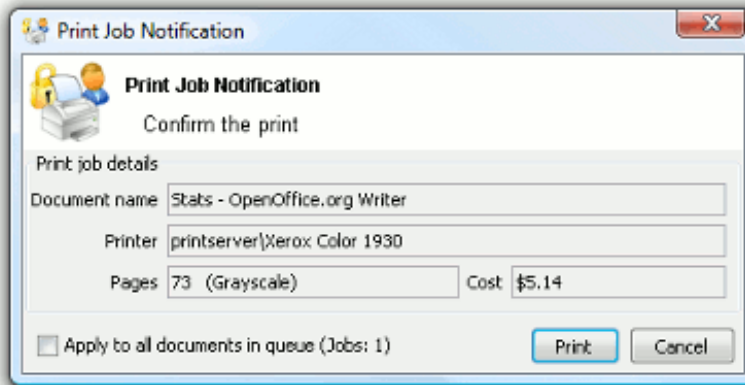 Print Job Notification
Print Job Notification
Confirm the print
Print job details
Document name Stats - OpenOffice.org Writer
Printer printserver\Xerox Color 1930
Pages 73 (Grayscale) Cost $5.14
Apply to all documents in queue (Jobs: 1) Print Cancel